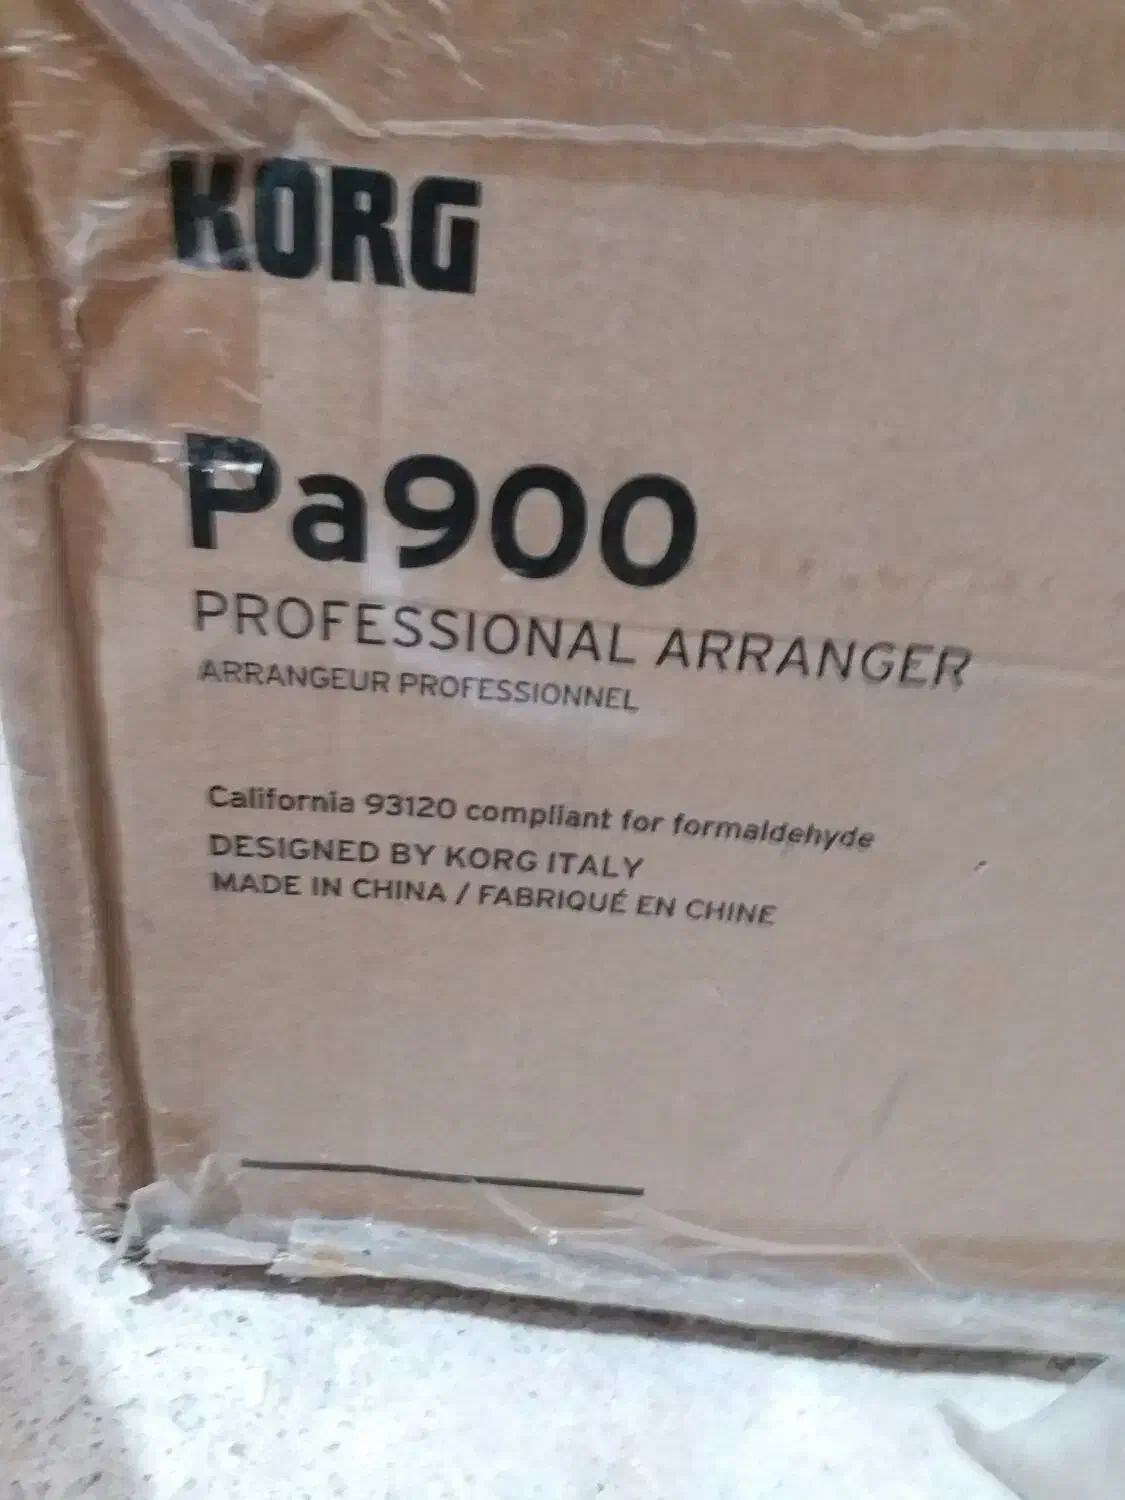 KORG
Pa900
PROFESSIONAL ARRANGER
ARRANGEUR PROFESSIONNEL
California 93120 compliant for formaldehyde
DESIGNED BY KORG ITALY
MADE IN CHINA / FABRIQUÉ EN CHINE